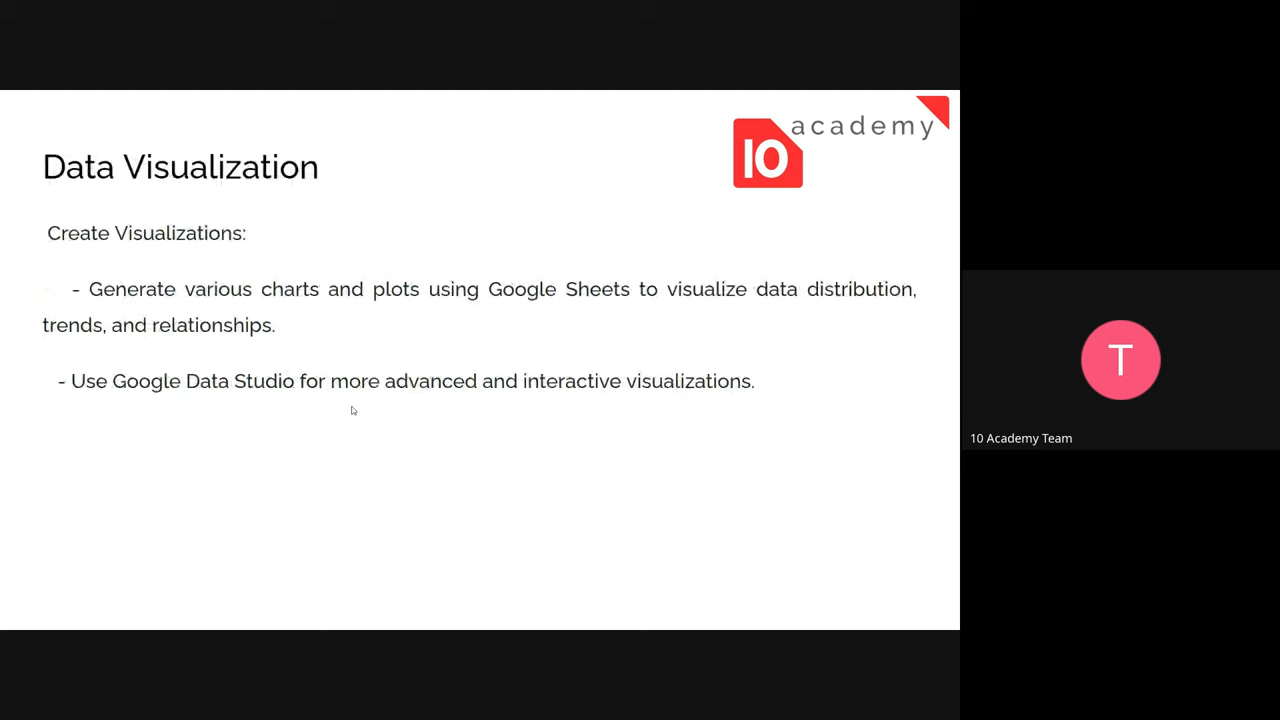 10 academy
Data Visualization
Create Visualizations:
- Generate various charts and plots using Google Sheets to visualize data distribution,
trends, and relationships.
- Use Google Data Studio for more advanced and interactive visualizations.
T
10 Academy Team